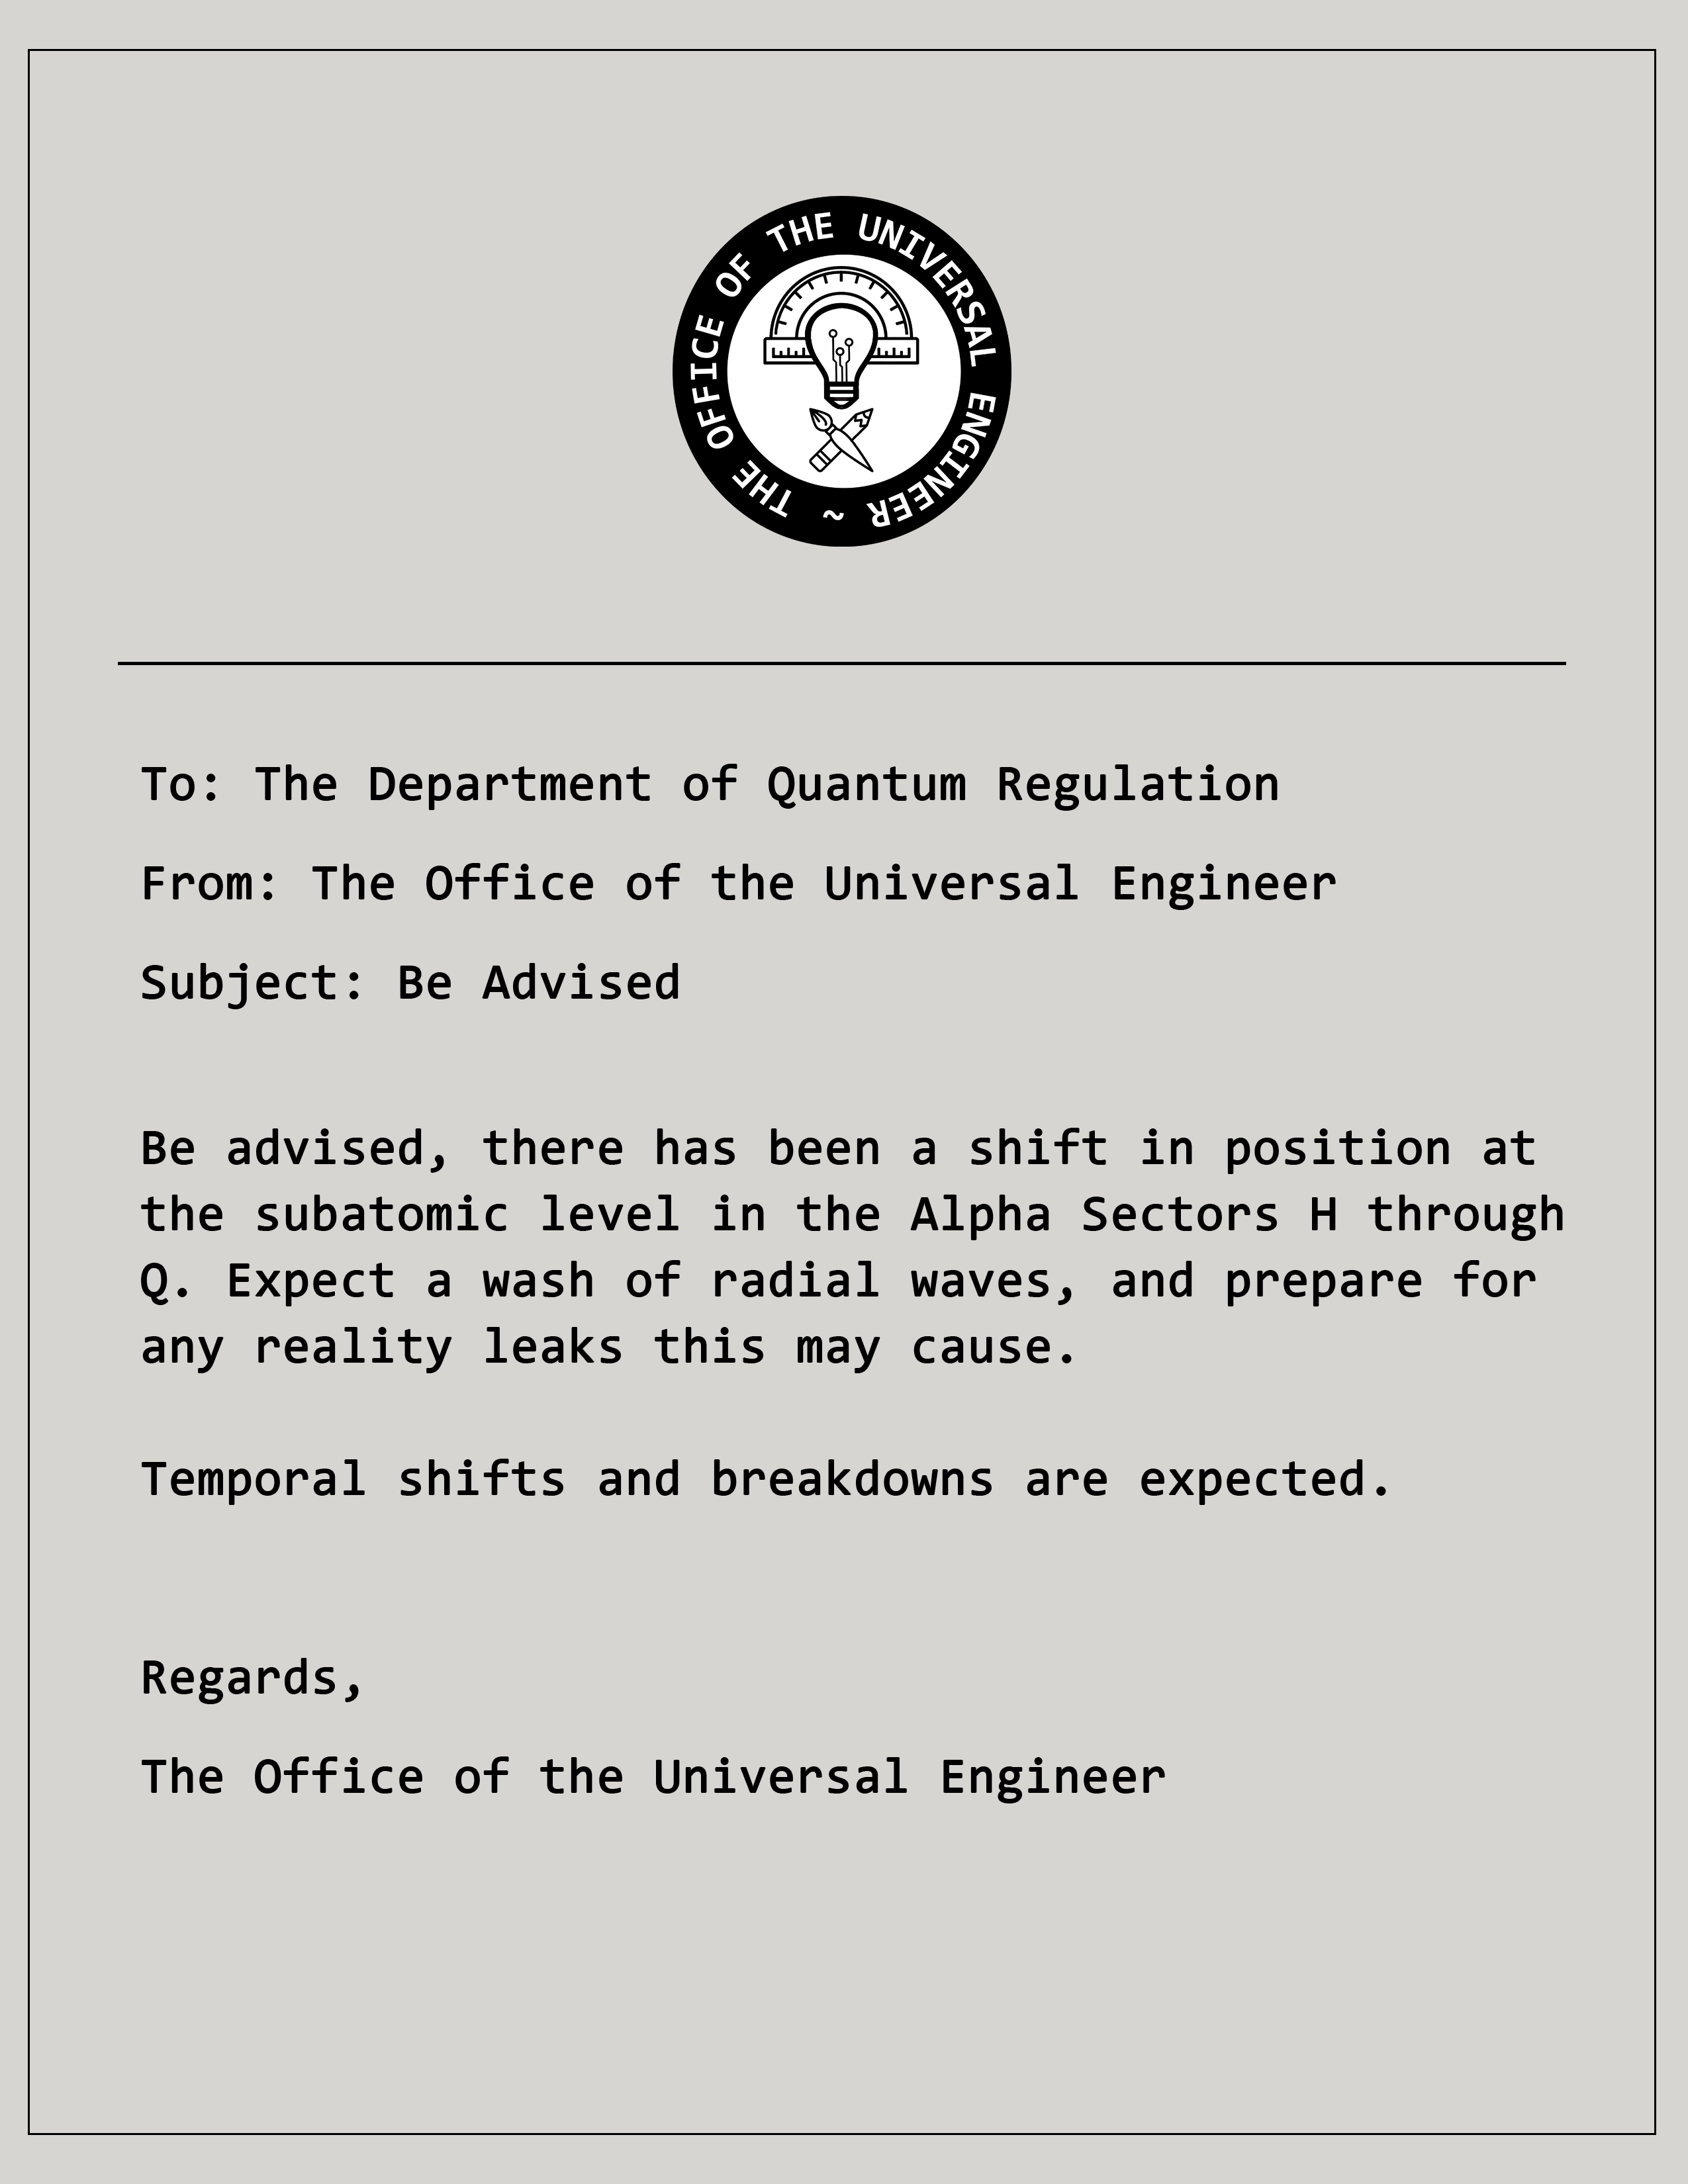 THE OFFICE OF THE UNIVERSAL ENGINEER ~
To: The Department of Quantum Regulation
From: The Office of the Universal Engineer
Subject: Be Advised
Be advised, there has been a shift in position at
the subatomic level in the Alpha Sectors H through
Q. Expect a wash of radial waves, and prepare for
any reality leaks this may cause.
Temporal shifts and breakdowns are expected.
Regards,
The Office of the Universal Engineer